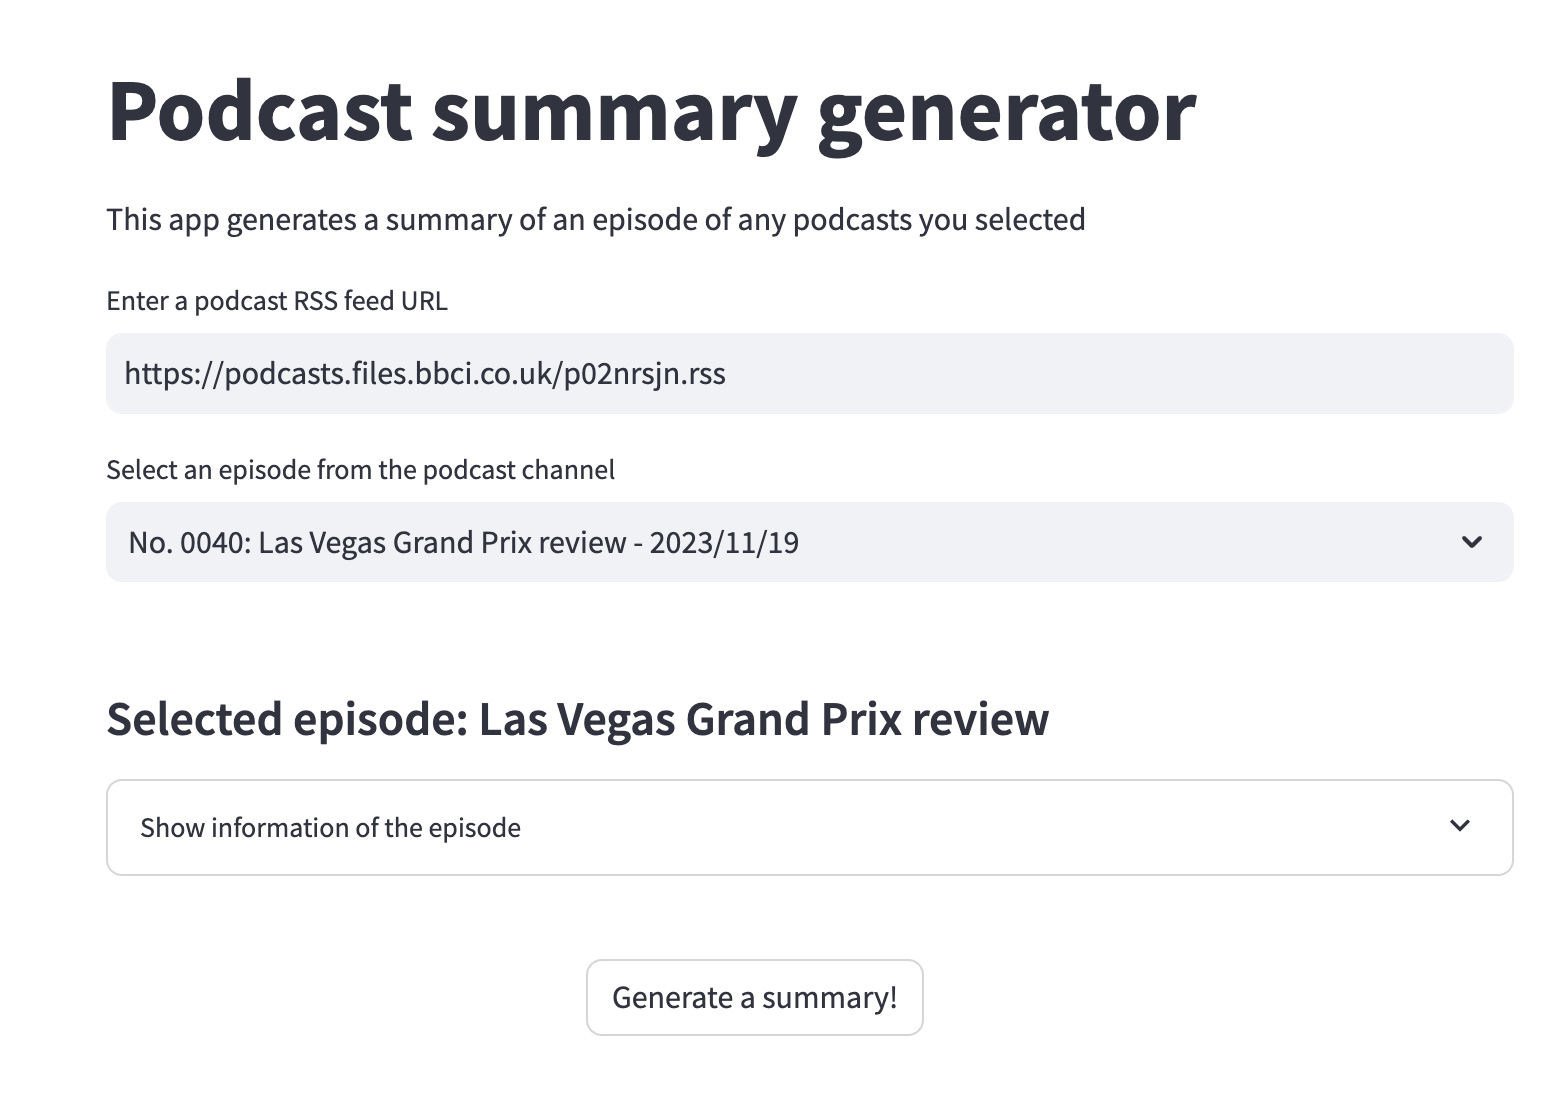 Podcast summary generator
This app generates a summary of an episode of any podcasts you selected
Enter a podcast RSS feed URL
https://podcasts.files.bbci.co.uk/p02nrsjn.rss
Select an episode from the podcast channel
No. 0040: Las Vegas Grand Prix review - 2023/11/19
Selected episode: Las Vegas Grand Prix review
Show information of the episode
Generate a summary!